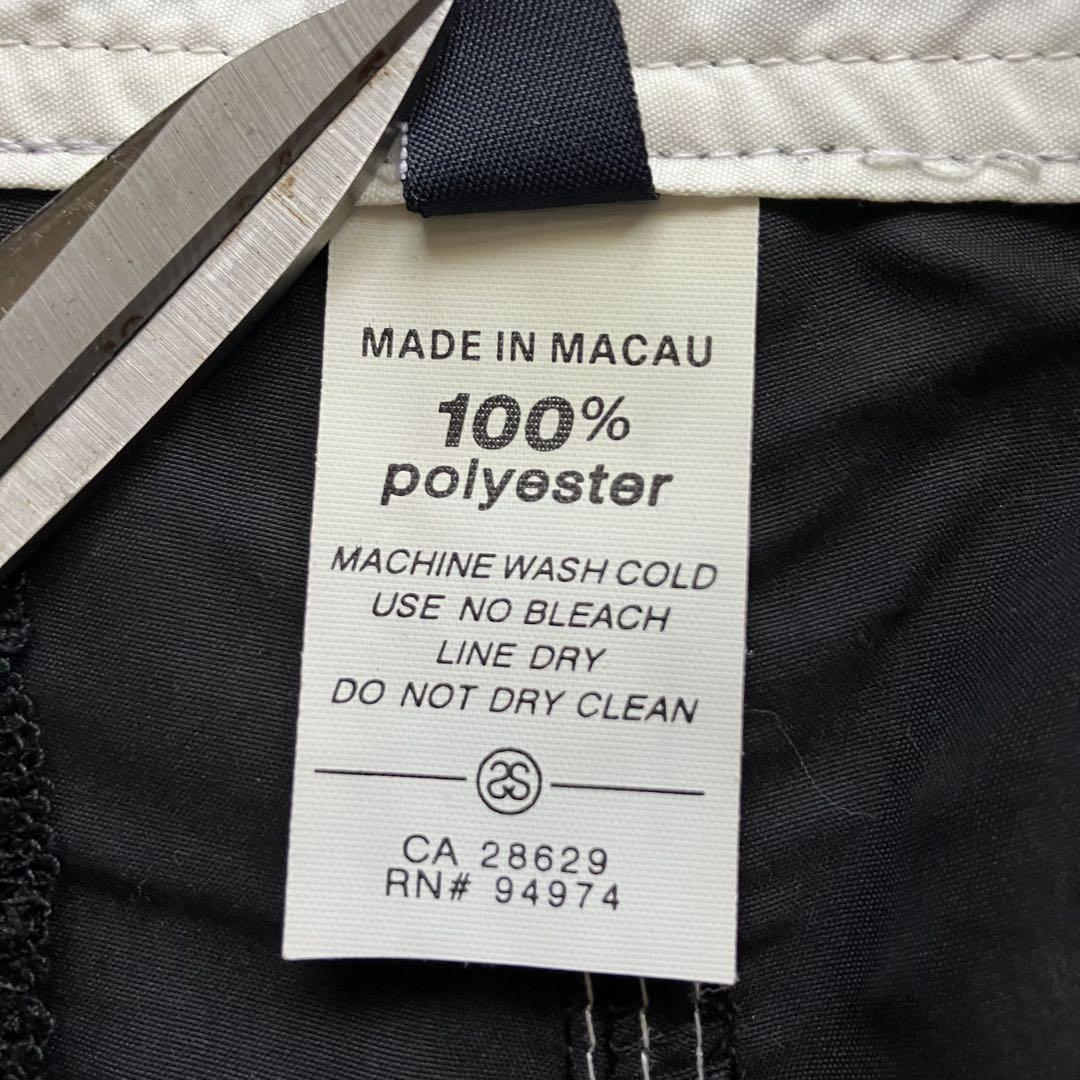 MADE IN MACAU
100%
polyester
MACHINE WASH COLD
USE NO BLEACH
LINE DRY
DO NOT DRY CLEAN
CA 28629
RN# 94974